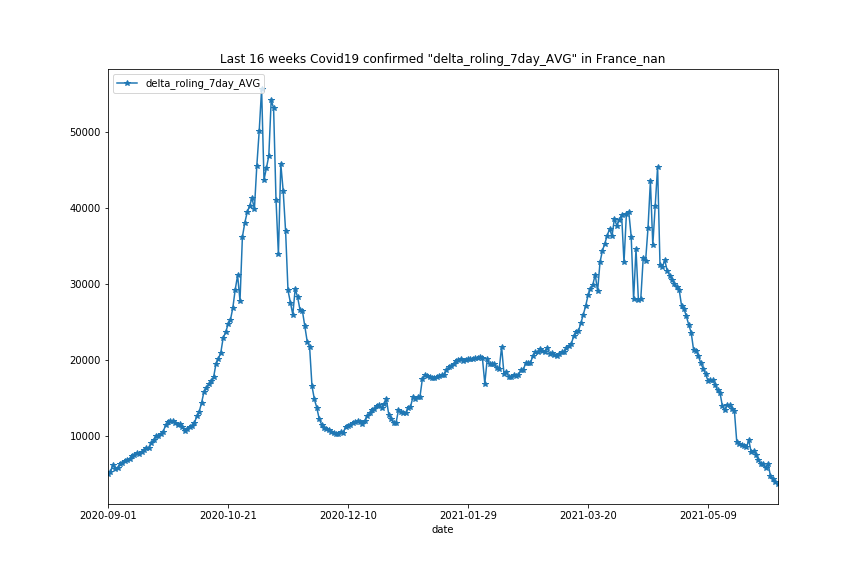 Last 16 weeks Covid19 confirmed "delta_roling_7day_AVG" in France_nan
delta_roling_7day_AVG
50000
40000
30000
20000
10000
2020-09-01 2020-10-21 2020-12-10 2021-01-29 2021-03-20 2021-05-09
date